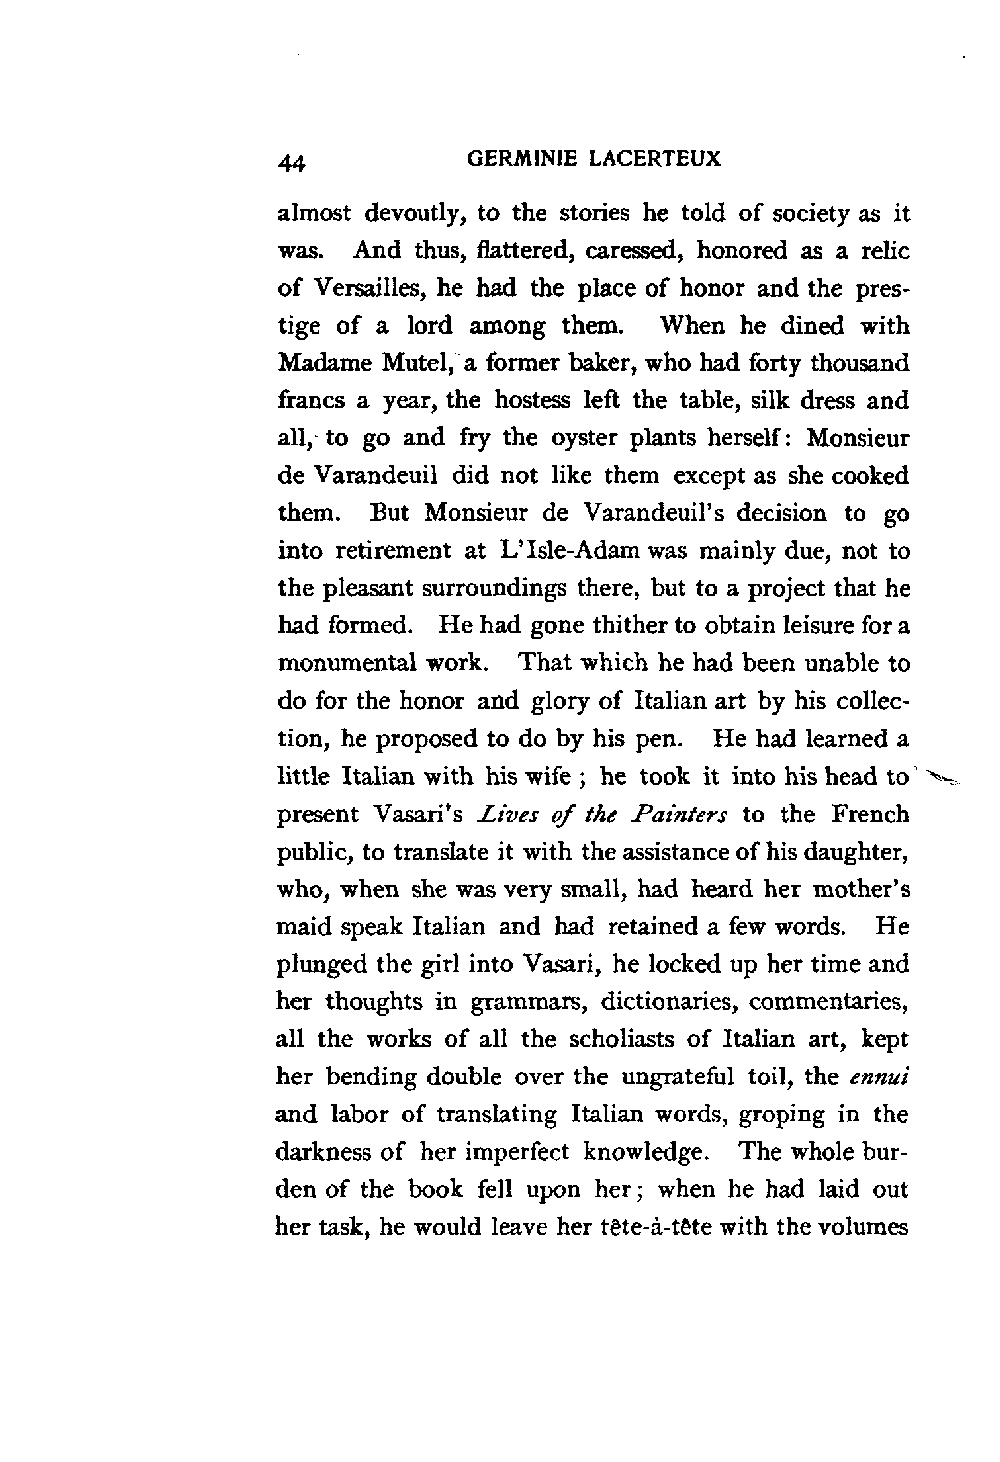 44 GERMINIE LACERTEUX
almost devoutly, to the stories he told of society as it
was. And thus, flattered, caressed, honored as a relic
of Versailles, he had the place of honor and the pres-
tige of a lord among them. When he dined with
Madame Mutel, a former baker, who had forty thousand
francs a year, the hostess left the table, silk dress and
all, to go and fry the oyster plants herself: Monsieur
de Varandeuil did not like them except as she cooked
them. But Monsieur de Varandeuil's decision to go
into retirement at L'Isle-Adam was mainly due, not to
the pleasant surroundings there, but to a project that he
had formed. He had gone thither to obtain leisure for a
monumental work. That which he had been unable to
do for the honor and glory of Italian art by his collec-
tion, he proposed to do by his pen. He had learned a
little Italian with his wife ; he took it into his head to
present Vasari's Lives of the Painters to the French
public, to translate it with the assistance of his daughter,
who, when she was very small, had heard her mother's
maid speak Italian and had retained a few words. He
plunged the girl into Vasari, he locked up her time and
her thoughts in grammars, dictionaries, commentaries,
all the works of all the scholiasts of Italian art, kept
her bending double over the ungrateful toil, the ennui
and labor of translating Italian words, groping in the
darkness of her imperfect knowledge. The whole bur-
den of the book fell upon her; when he had laid out
her task, he would leave her tête-à-tête with the volumes